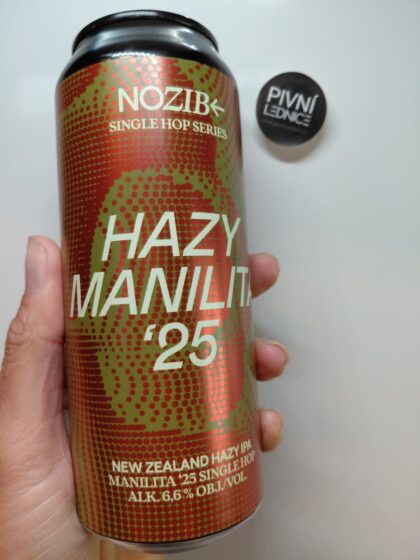 NOZIB←
SINGLE HOP SERIES
HAZY
MANILITA
'25
NEW ZEALAND HAZY IPA
MANILITA '25 SINGLE HOP
ALK. 6,6 % OBJ./VOL.
PIVNÍ
LEDNICE